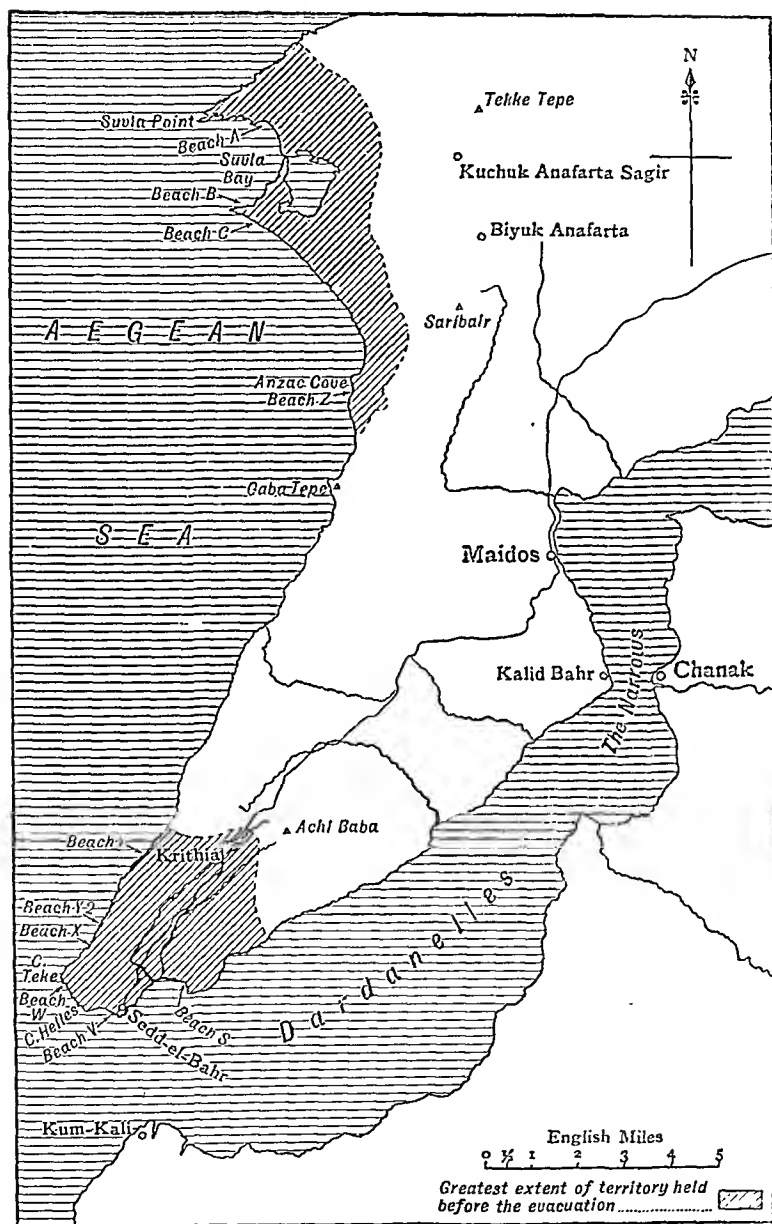 N
Tekke Tepe
Suvla Point
Beach A
Suvla
Bay
Kuchuk Anafarta Sagir
Beach B
Biyuk Anafarta
Beach C
Saribair
AEGEAN
Anzac Cove
Beach Z
Gaba Tepe
SEA
Maidos
Kalid Bahr
Chanak
The Narrows
Achi Baba
Beach
Krithia
Beach Y2
Beach X
C.
Teke
Beach
W
C. Helles
Beach V
Sedd-el-Bahr
Beach S
Dardanelles
Kum-Kali
English Miles
0 ½ 1 2 3 4 5
Greatest extent of territory held
before the evacuation